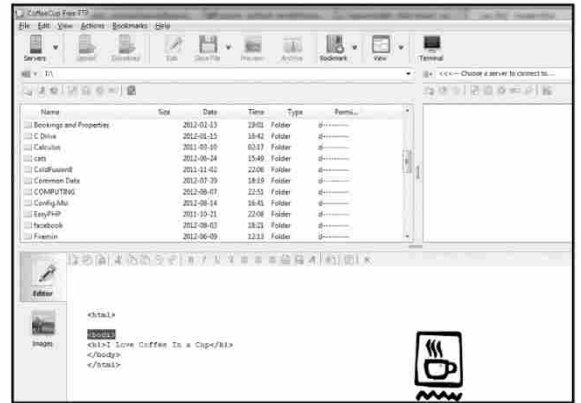 CoffeeCup Free FTP
File Edit View Actions Bookmarks Help
Servers Upload Download Edit Save File Preview Archive Bookmark View Terminal
I:\
<<<-- Choose a server to connect to...
Name Size Date Time Type Permi...
Bookings and Properties 2012-02-13 19:01 Folder d---------
C Drive 2012-01-15 16:42 Folder d---------
Calculus 2011-03-10 02:17 Folder d---------
cats 2012-06-24 15:49 Folder d---------
ColdFusion8 2011-11-02 22:06 Folder d---------
Common Data 2012-07-29 18:19 Folder d---------
COMPUTING 2012-08-07 22:51 Folder d---------
Config.Msi 2012-08-14 16:41 Folder d---------
EasyPHP 2011-10-21 22:08 Folder d---------
facebook 2012-08-03 18:21 Folder d---------
Firemin 2012-06-09 12:13 Folder d---------
Editor
Images
<html>
<body>
<h1>I Love Coffee In a Cup</h1>
</body>
</html>